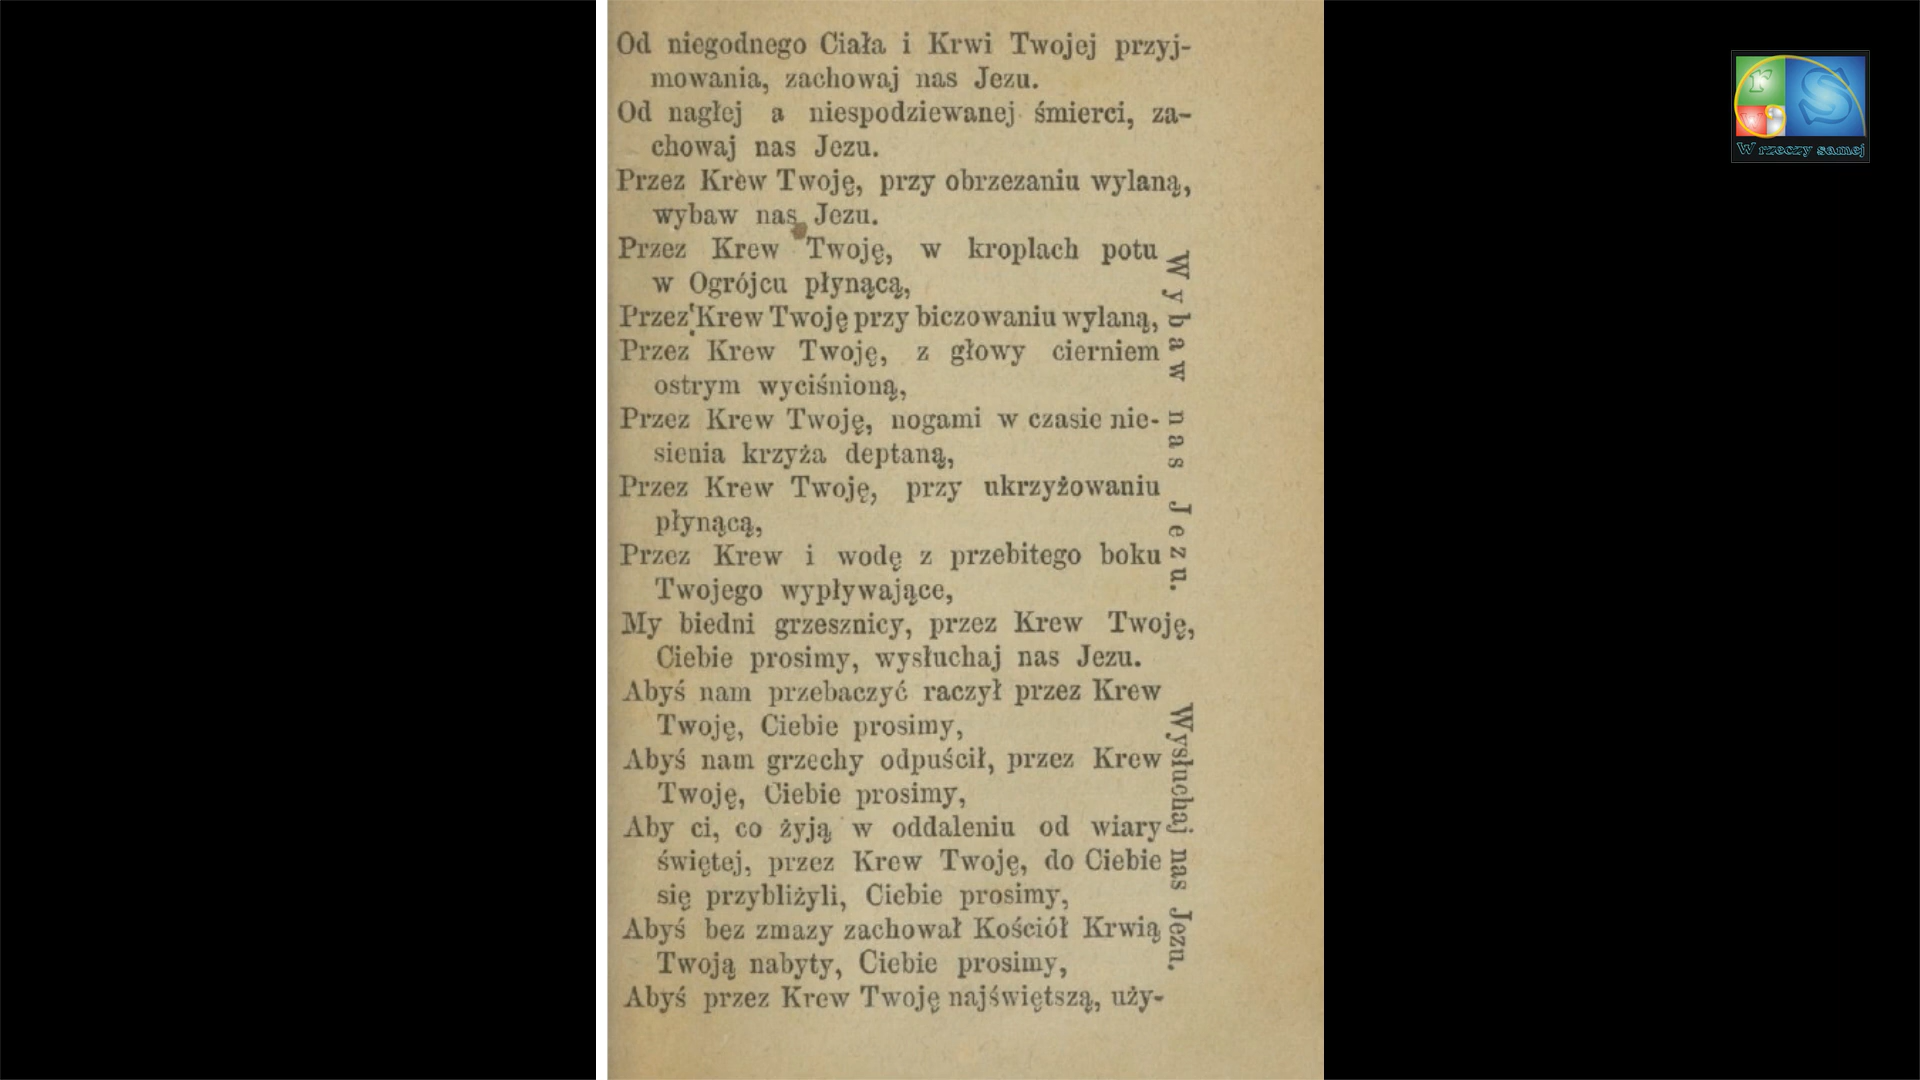 Od niegodnego Ciała i Krwi Twojej przyj-
mowania, zachowaj nas Jezu.
Od nagłej a niespodziewanej śmierci, za-
chowaj nas Jezu.
Przez Krew Twoję, przy obrzezaniu wylaną,
wybaw nas Jezu.
Przez Krew Twoję, w kroplach potu
w Ogrójcu płynącą,
Przez Krew Twoję przy biczowaniu wylaną,
Przez Krew Twoję, z głowy cierniem
ostrym wyciśnioną,
Przez Krew Twoję, nogami w czasie nie-
sienia krzyża deptaną,
Przez Krew Twoję, przy ukrzyżowaniu
płynącą,
Przez Krew i wodę z przebitego boku
Twojego wypływające,
Wybaw nas Jezu.
My biedni grzesznicy, przez Krew Twoję,
Ciebie prosimy, wysłuchaj nas Jezu.
Abyś nam przebaczyć raczył przez Krew
Twoję, Ciebie prosimy,
Abyś nam grzechy odpuścił, przez Krew
Twoję, Ciebie prosimy,
Aby ci, co żyją w oddaleniu od wiary
świętej, przez Krew Twoję, do Ciebie
się przybliżyli, Ciebie prosimy,
Abyś bez zmazy zachował Kościół Krwią
Twoją nabyty, Ciebie prosimy,
Abyś przez Krew Twoję najświętszą, uży-
Wysłuchaj nas Jezu.
r S
W rzeczy samej